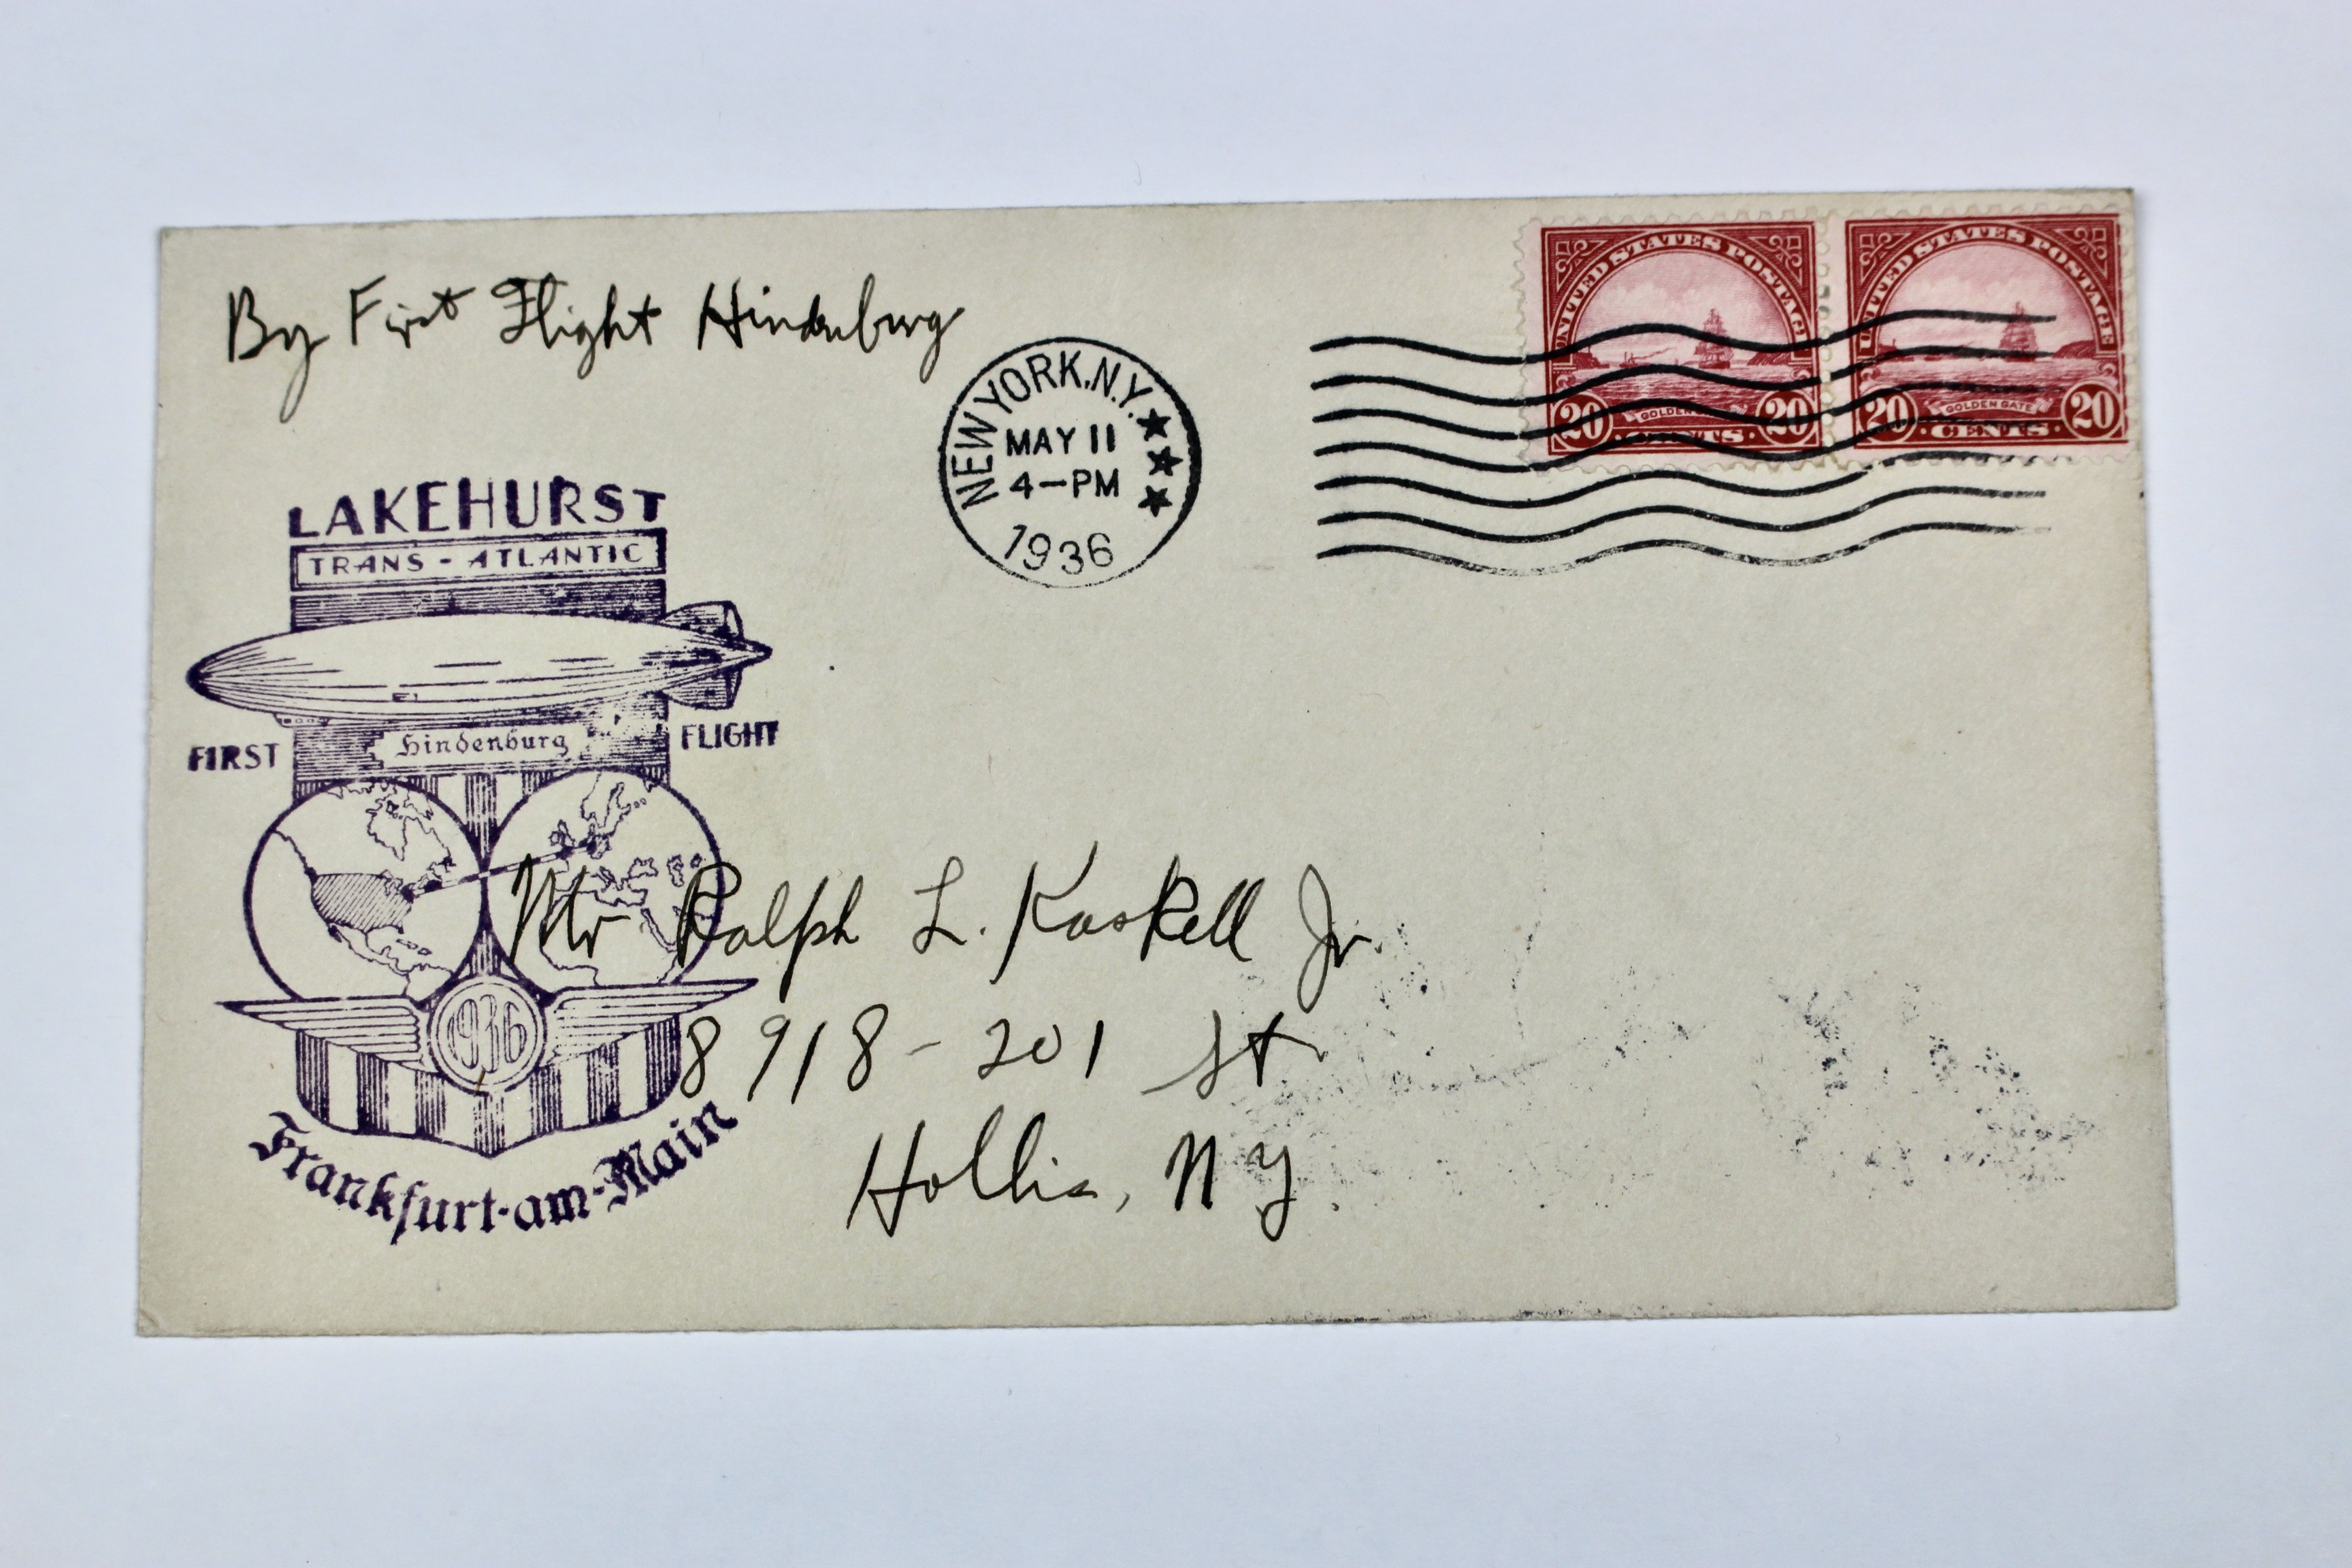 By First Flight Hindenburg
NEW YORK, N.Y.
MAY 11
4-PM
1936
UNITED STATES POSTAGE
GOLDEN GATE
20 CENTS 20
UNITED STATES POSTAGE
GOLDEN GATE
20 CENTS 20
LAKEHURST
TRANS-ATLANTIC
FIRST Hindenburg FLIGHT
1936
Frankfurt-am-Main
Mr Ralph L. Kaskell Jr.
8918-201 St
Hollis, NY